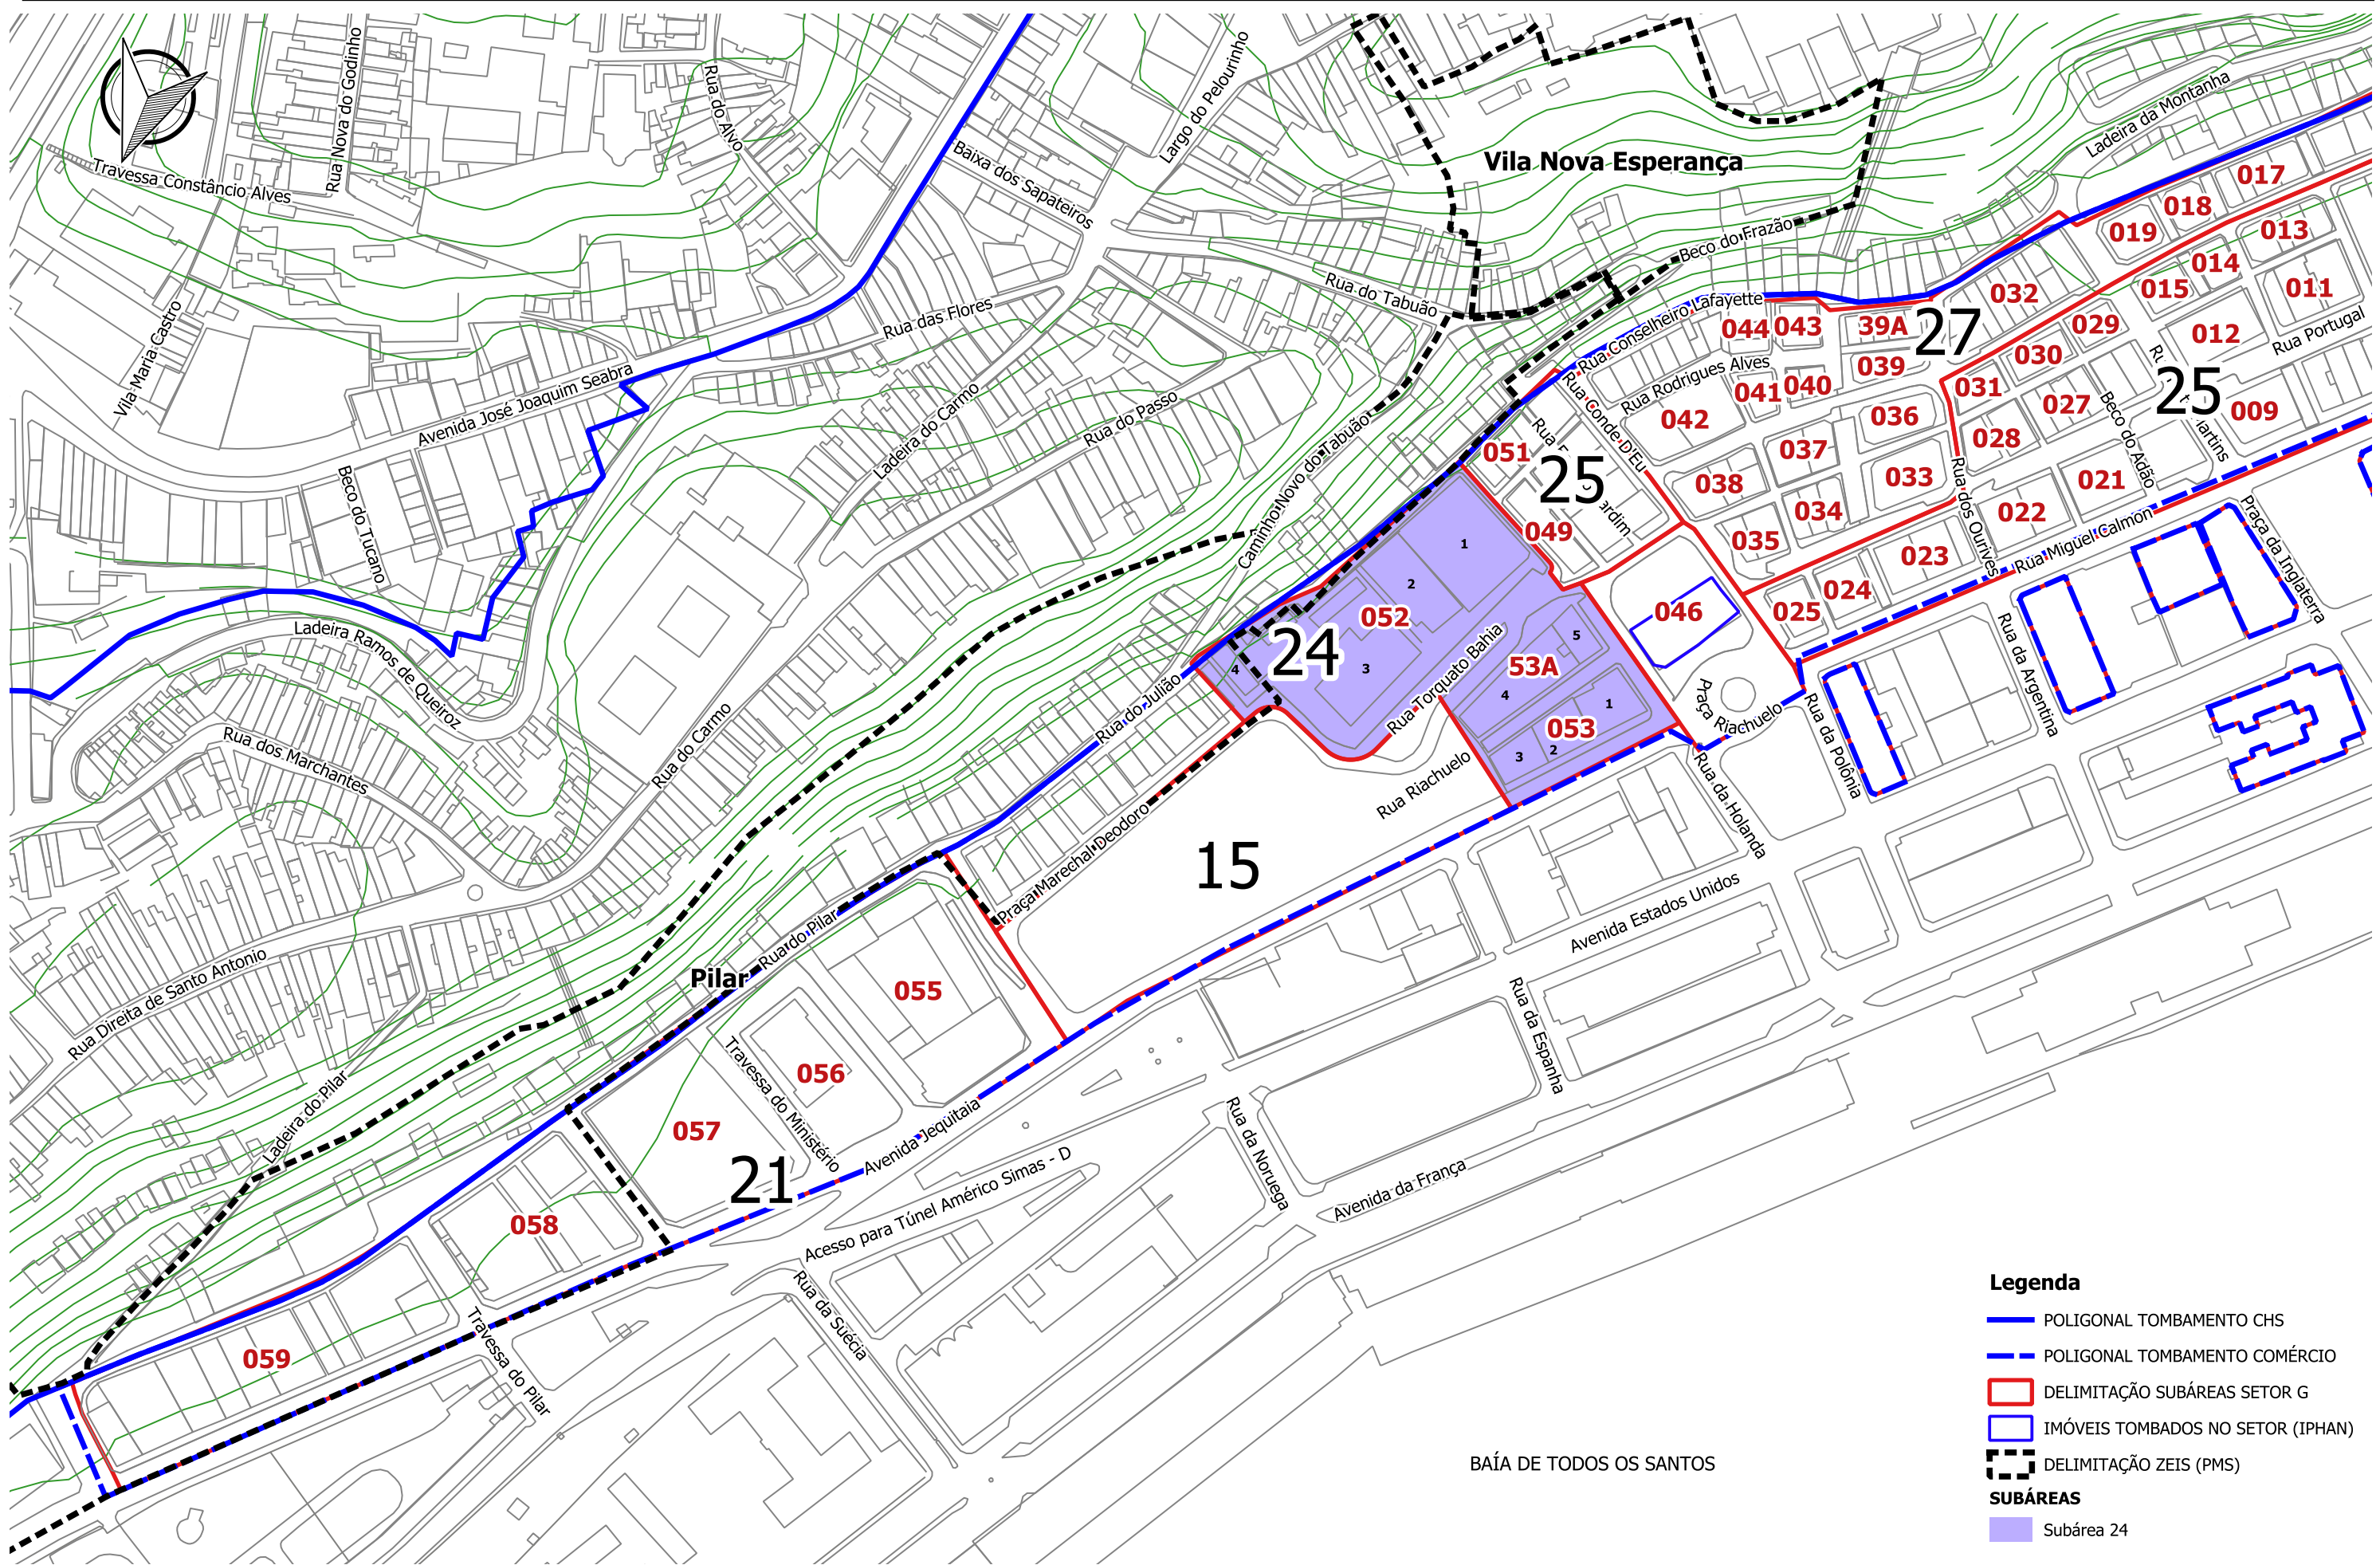 Rua Nova do Godinho
Rua do Alvo
Largo do Pelourinho
Baixa dos Sapateiros
Travessa Constâncio Alves
Vila Nova Esperança
Ladeira da Montanha
017
018
019
013
014
015
011
Beco do Frazão
Rua do Tabuão
Rua das Flores
Vila Maria Castro
Avenida José Joaquim Seabra
Ladeira do Carmo
Rua do Passo
Rua Conselheiro Lafayette
032
044
043
39A
27
029
012
Rua Portugal
030
039
Rua Rodrigues Alves
041
040
031
25
009
042
036
027
Beco do Adão
Rua Conde D'Eu
051
028
037
25
Caminho Novo do Tabuão
Beco do Tucano
038
033
021
049
034
022
Rua dos Ourives
Rua Miguel Calmon
Praça da Inglaterra
035
023
024
025
046
1
2
052
24
3
4
5
53A
4
1
053
2
3
Rua Torquato Bahia
Rua Riachuelo
Praça Riachuelo
Rua da Polônia
Rua da Argentina
Rua da Holanda
Ladeira Ramos de Queiroz
Rua dos Marchantes
Rua do Carmo
Rua do Julião
Praça Marechal Deodoro
15
Avenida Estados Unidos
Rua Direita de Santo Antonio
Pilar
Rua do Pilar
055
056
057
Travessa do Ministério
21
Avenida Jequitaia
Rua da Espanha
Rua da Noruega
Avenida da França
Acesso para Túnel Américo Simas - D
Ladeira do Pilar
058
Rua da Suécia
Travessa do Pilar
059
BAÍA DE TODOS OS SANTOS
Legenda
POLIGONAL TOMBAMENTO CHS
POLIGONAL TOMBAMENTO COMÉRCIO
DELIMITAÇÃO SUBÁREAS SETOR G
IMÓVEIS TOMBADOS NO SETOR (IPHAN)
DELIMITAÇÃO ZEIS (PMS)
SUBÁREAS
Subárea 24